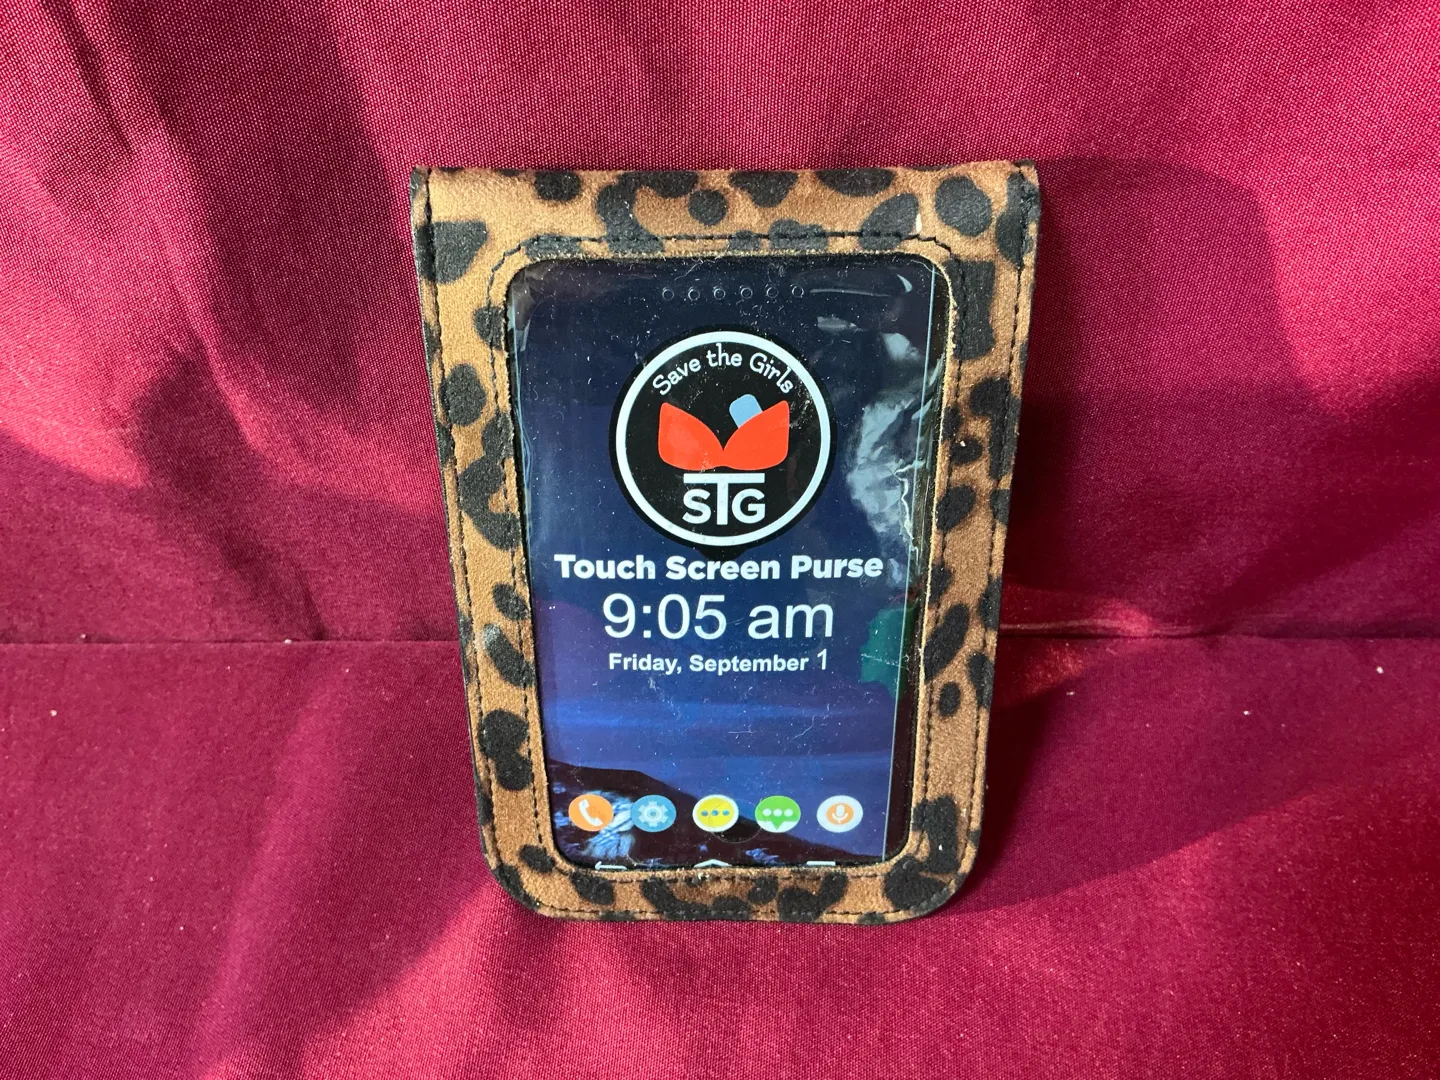 Save the Girls
STG
Touch Screen Purse
9:05 am
Friday, September 1